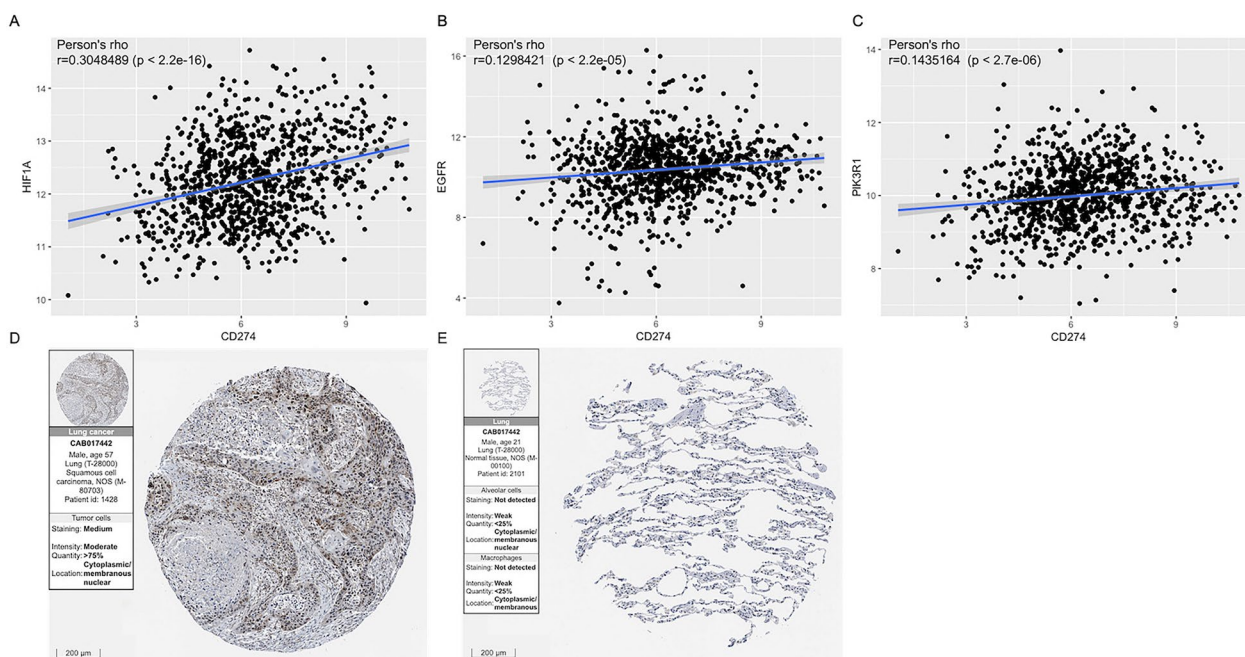 A
Person's rho
r=0.3048489 (p < 2.2e-16)
14
13
12
11
10
HIF1A
3
6
9
CD274
B
Person's rho
r=0.1298421 (p < 2.2e-05)
16
12
8
4
EGFR
3
6
9
CD274
C
Person's rho
r=0.1435164 (p < 2.7e-06)
14
12
10
8
PIK3R1
3
6
9
CD274
D
Lung cancer
CAB017442
Male, age 57
Lung (T-28000)
Squamous cell
carcinoma, NOS (M-
80703)
Patient id: 1428
Tumor cells
Staining: Medium
Intensity: Moderate
Quantity: >75%
Cytoplasmic/
Location: membranous
nuclear
200 µm
E
Lung
CAB017442
Male, age 21
Lung (T-28000)
Normal tissue, NOS (M-
00100)
Patient id: 2101
Alveolar cells
Staining: Not detected
Intensity: Weak
Quantity: <25%
Cytoplasmic/
Location: membranous
nuclear
Macrophages
Staining: Not detected
Intensity: Weak
Quantity: <25%
Cytoplasmic/
Location: membranous
200 µm